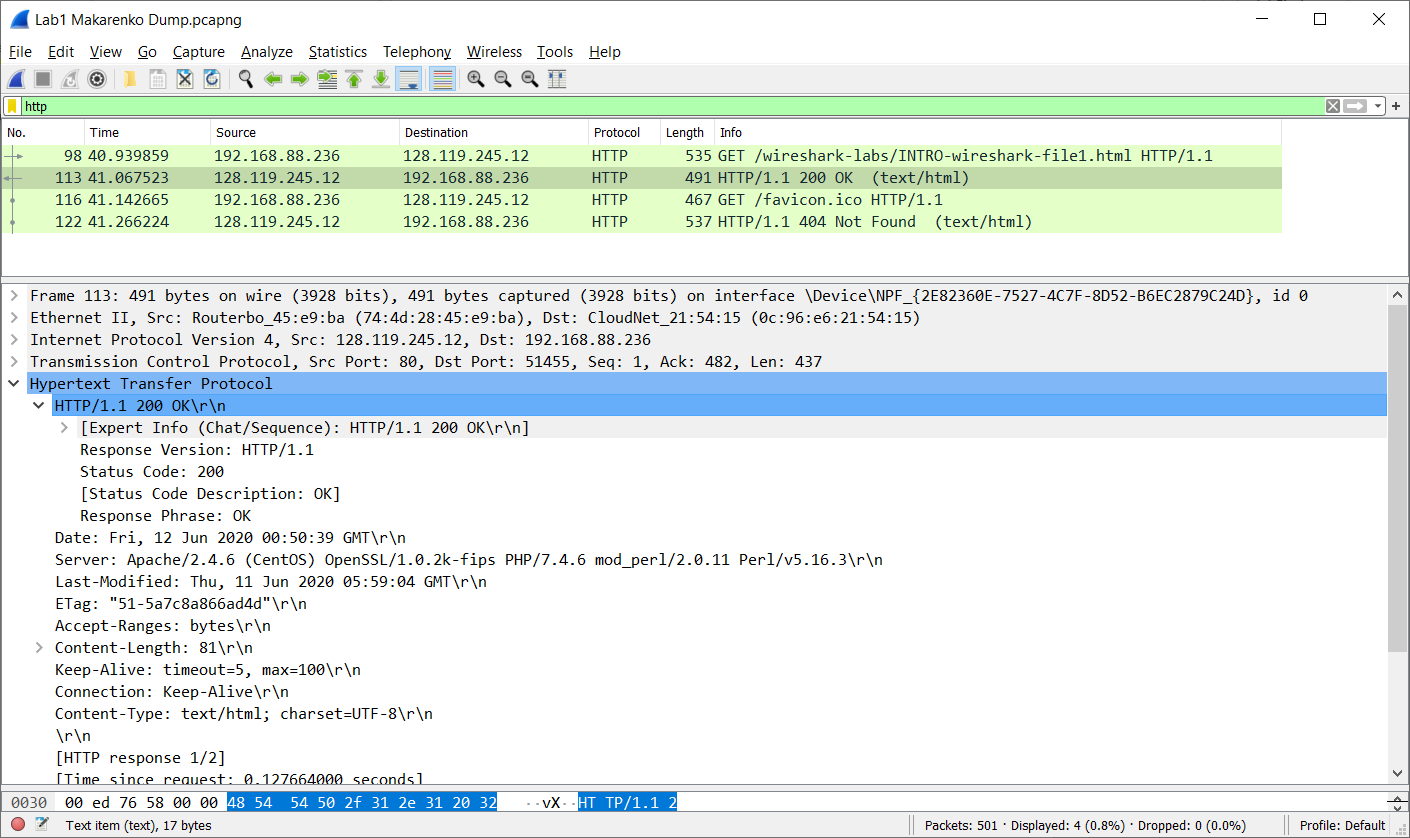 Lab1 Makarenko Dump.pcapng
File Edit View Go Capture Analyze Statistics Telephony Wireless Tools Help
http
No. Time Source Destination Protocol Length Info
98 40.939859 192.168.88.236 128.119.245.12 HTTP 535 GET /wireshark-labs/INTRO-wireshark-file1.html HTTP/1.1
113 41.067523 128.119.245.12 192.168.88.236 HTTP 491 HTTP/1.1 200 OK (text/html)
116 41.142665 192.168.88.236 128.119.245.12 HTTP 467 GET /favicon.ico HTTP/1.1
122 41.266224 128.119.245.12 192.168.88.236 HTTP 537 HTTP/1.1 404 Not Found (text/html)
Frame 113: 491 bytes on wire (3928 bits), 491 bytes captured (3928 bits) on interface \Device\NPF_{2E82360E-7527-4C7F-8D52-B6EC2879C24D}, id 0
Ethernet II, Src: Routerbo_45:e9:ba (74:4d:28:45:e9:ba), Dst: CloudNet_21:54:15 (0c:96:e6:21:54:15)
Internet Protocol Version 4, Src: 128.119.245.12, Dst: 192.168.88.236
Transmission Control Protocol, Src Port: 80, Dst Port: 51455, Seq: 1, Ack: 482, Len: 437
Hypertext Transfer Protocol
HTTP/1.1 200 OK\r\n
[Expert Info (Chat/Sequence): HTTP/1.1 200 OK\r\n]
Response Version: HTTP/1.1
Status Code: 200
[Status Code Description: OK]
Response Phrase: OK
Date: Fri, 12 Jun 2020 00:50:39 GMT\r\n
Server: Apache/2.4.6 (CentOS) OpenSSL/1.0.2k-fips PHP/7.4.6 mod_perl/2.0.11 Perl/v5.16.3\r\n
Last-Modified: Thu, 11 Jun 2020 05:59:04 GMT\r\n
ETag: "51-5a7c8a866ad4d"\r\n
Accept-Ranges: bytes\r\n
Content-Length: 81\r\n
Keep-Alive: timeout=5, max=100\r\n
Connection: Keep-Alive\r\n
Content-Type: text/html; charset=UTF-8\r\n
\r\n
[HTTP response 1/2]
[Time since request: 0.127664000 seconds]
0030 00 ed 76 58 00 00 48 54 54 50 2f 31 2e 31 20 32 ··vX··HT TP/1.1 2
Text item (text), 17 bytes Packets: 501 · Displayed: 4 (0.8%) · Dropped: 0 (0.0%) Profile: Default